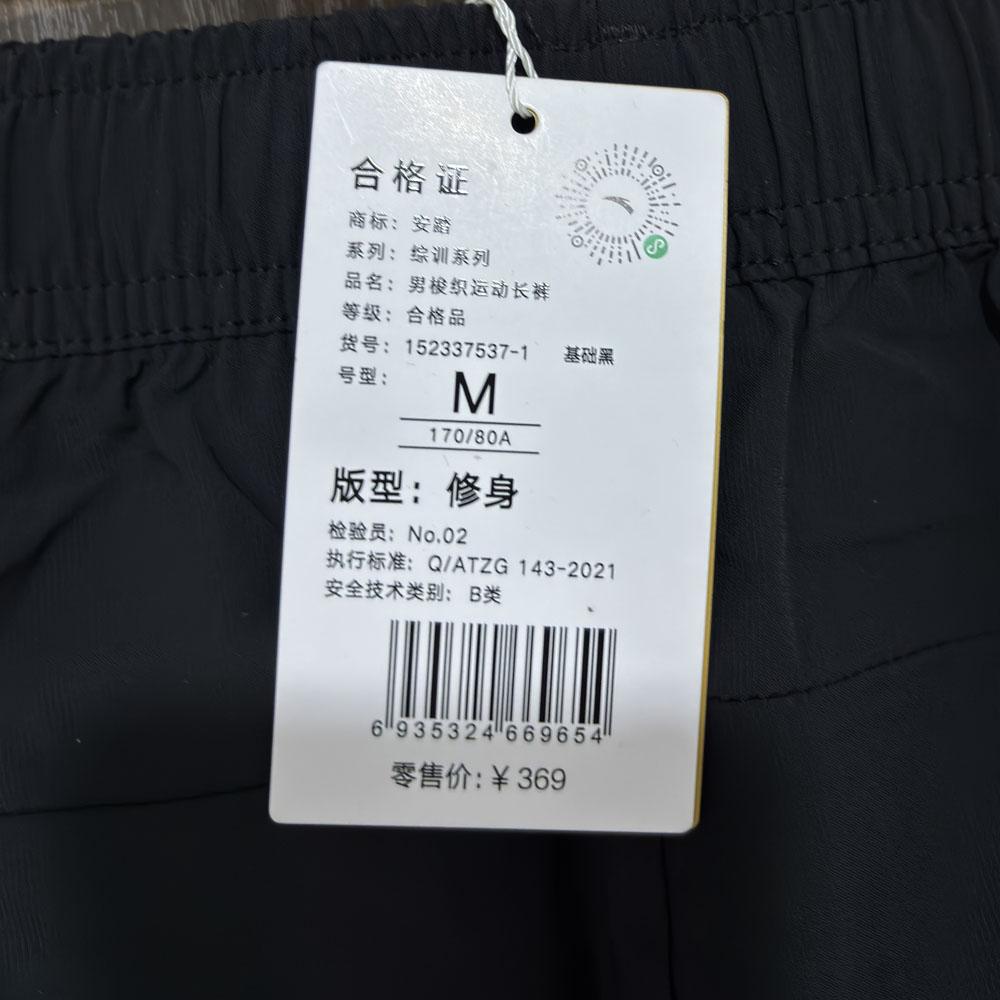 合格证
商标：安踏
系列：综训系列
品名：男梭织运动长裤
等级：合格品
货号：152337537-1 基础黑
号型：
M
170/80A
版型：修身
检验员：No.02
执行标准：Q/ATZG 143-2021
安全技术类别：B类
6 935324 669654
零售价：￥369